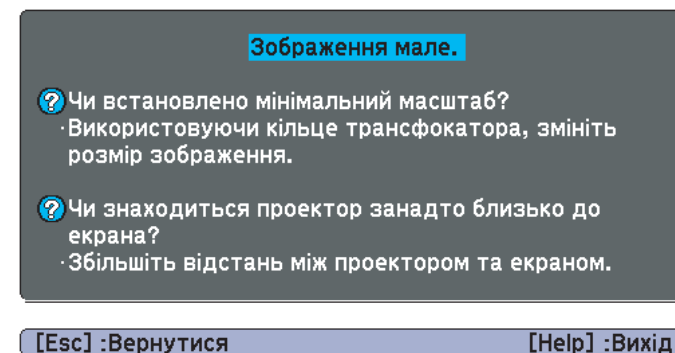 Зображення мале.
?Чи встановлено мінімальний масштаб?
·Використовуючи кільце трансфокатора, змініть
розмір зображення.
?Чи знаходиться проектор занадто близько до
екрана?
·Збільшіть відстань між проектором та екраном.
[Esc] :Вернутися [Help] :Вихід